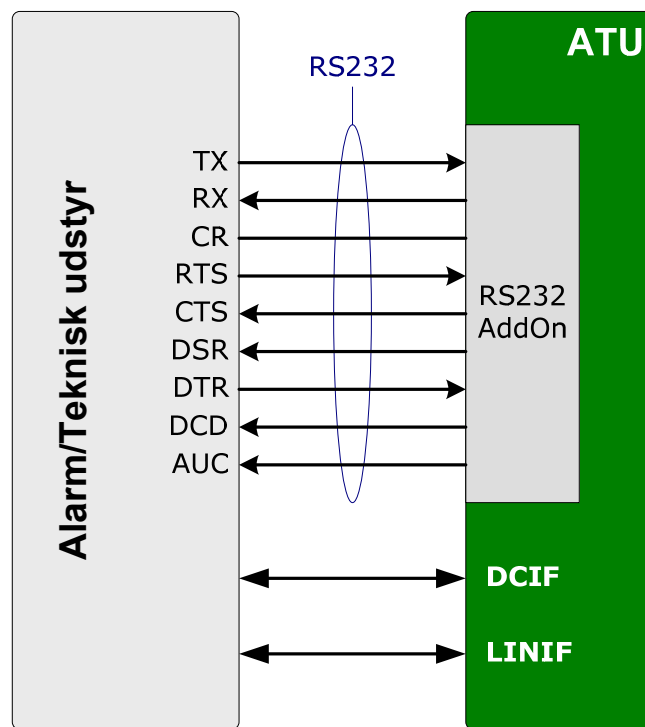 ATU
RS232
TX
RX
CR
RTS
CTS
DSR
DTR
DCD
AUC
Alarm/Teknisk udstyr
RS232
AddOn
DCIF
LINIF